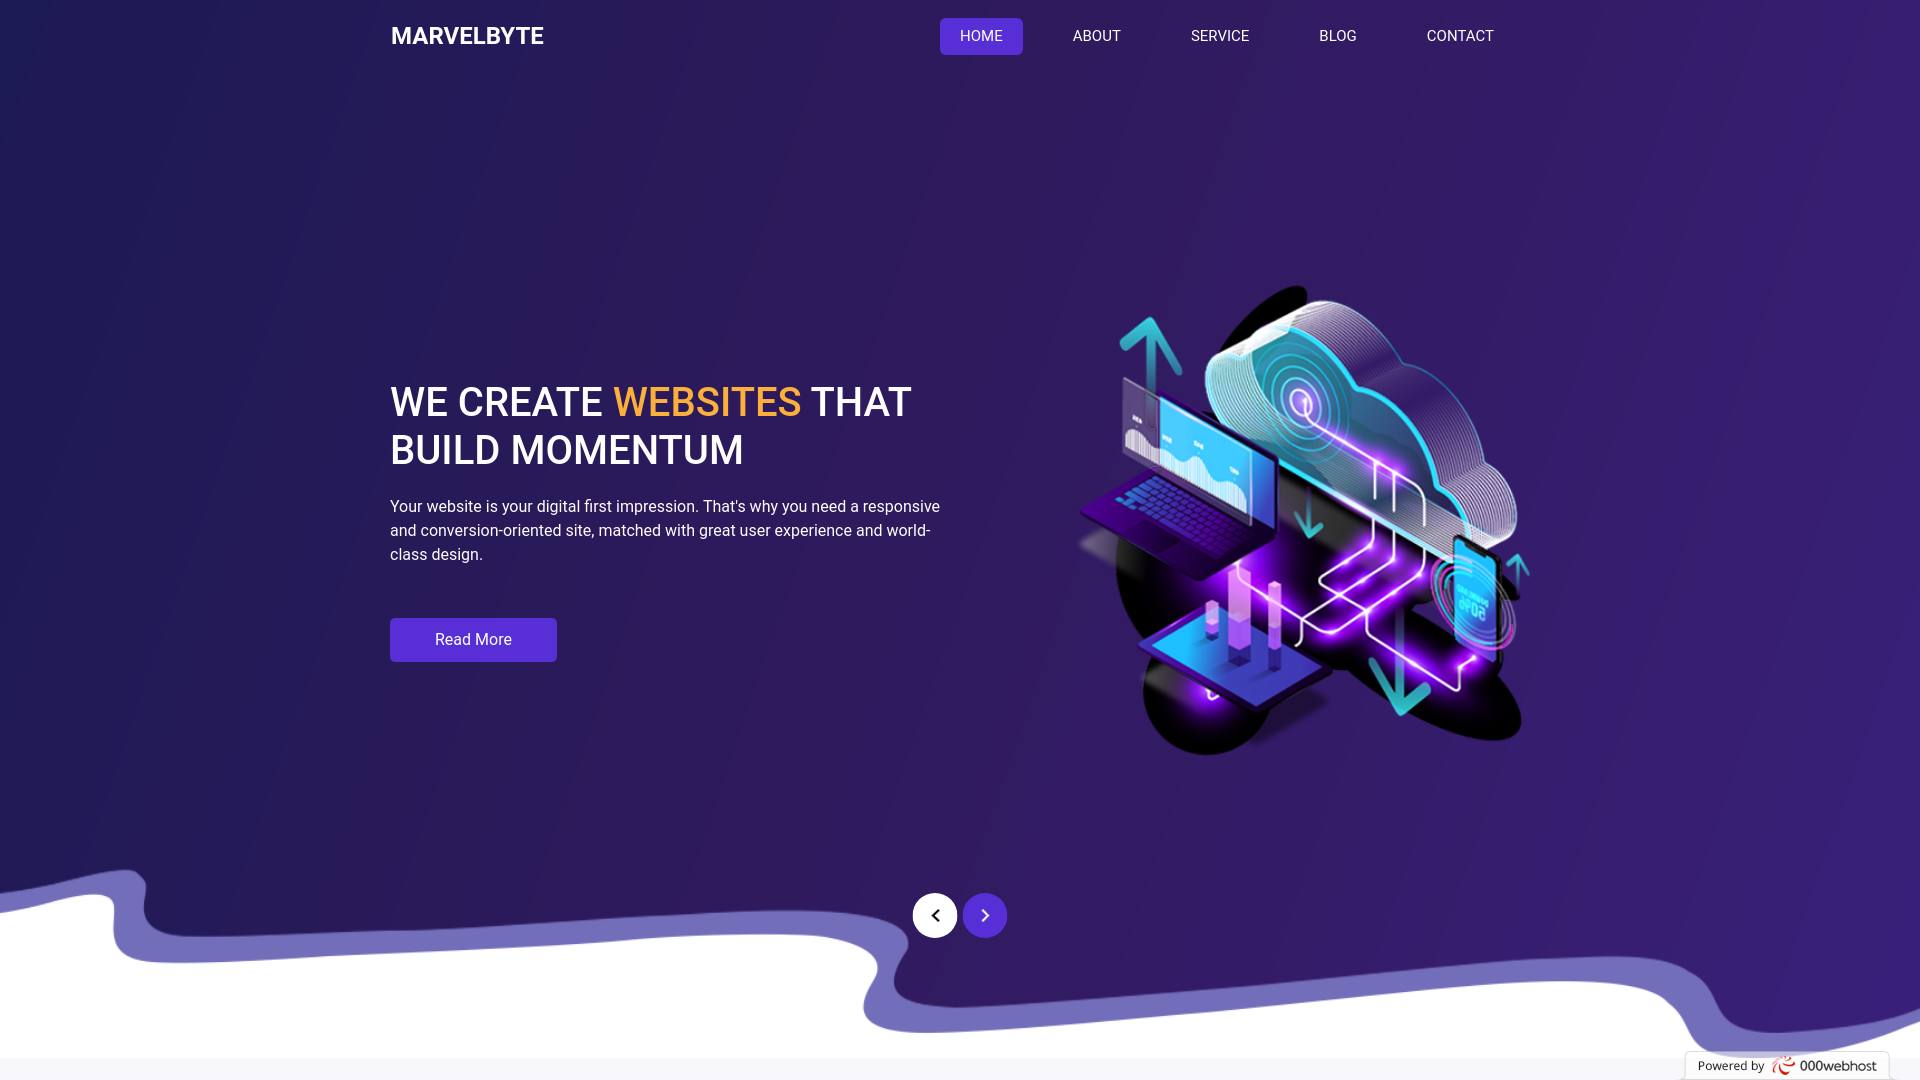 MARVELBYTE
HOME ABOUT SERVICE BLOG CONTACT
WE CREATE WEBSITES THAT
BUILD MOMENTUM
Your website is your digital first impression. That's why you need a responsive
and conversion-oriented site, matched with great user experience and world-
class design.
Read More
Powered by 000webhost